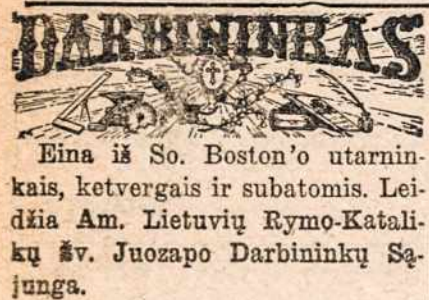 DARBININKAS
Eina iš So. Boston'o utarnin-
kais, ketvergais ir subatomis. Lei-
džia Am. Lietuvių Rymo-Katali-
kų žv. Juozapo Darbininkų Są-
junga.